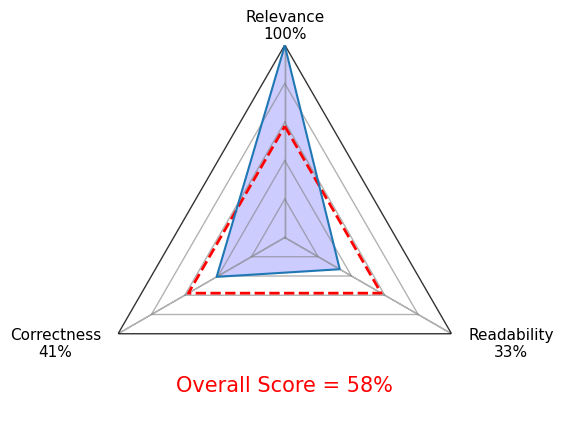 Relevance
100%
Correctness
41%
Readability
33%
Overall Score = 58%